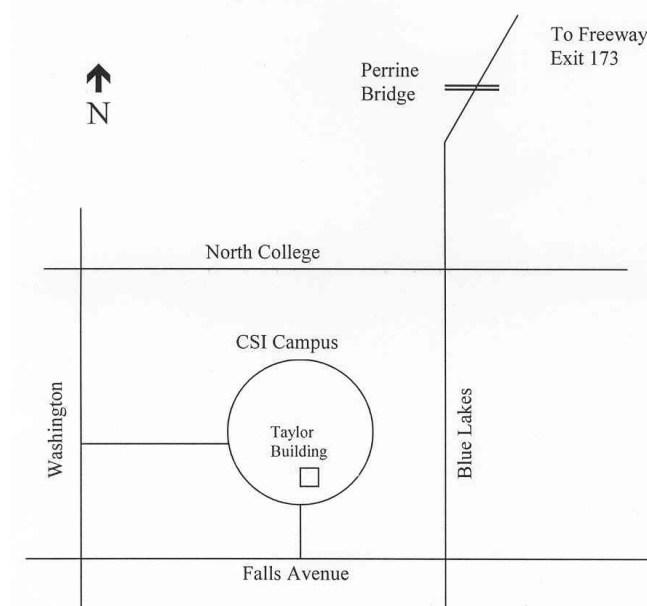 To Freeway
Exit 173
Perrine
Bridge
N
North College
CSI Campus
Washington
Taylor
Building
Blue Lakes
Falls Avenue